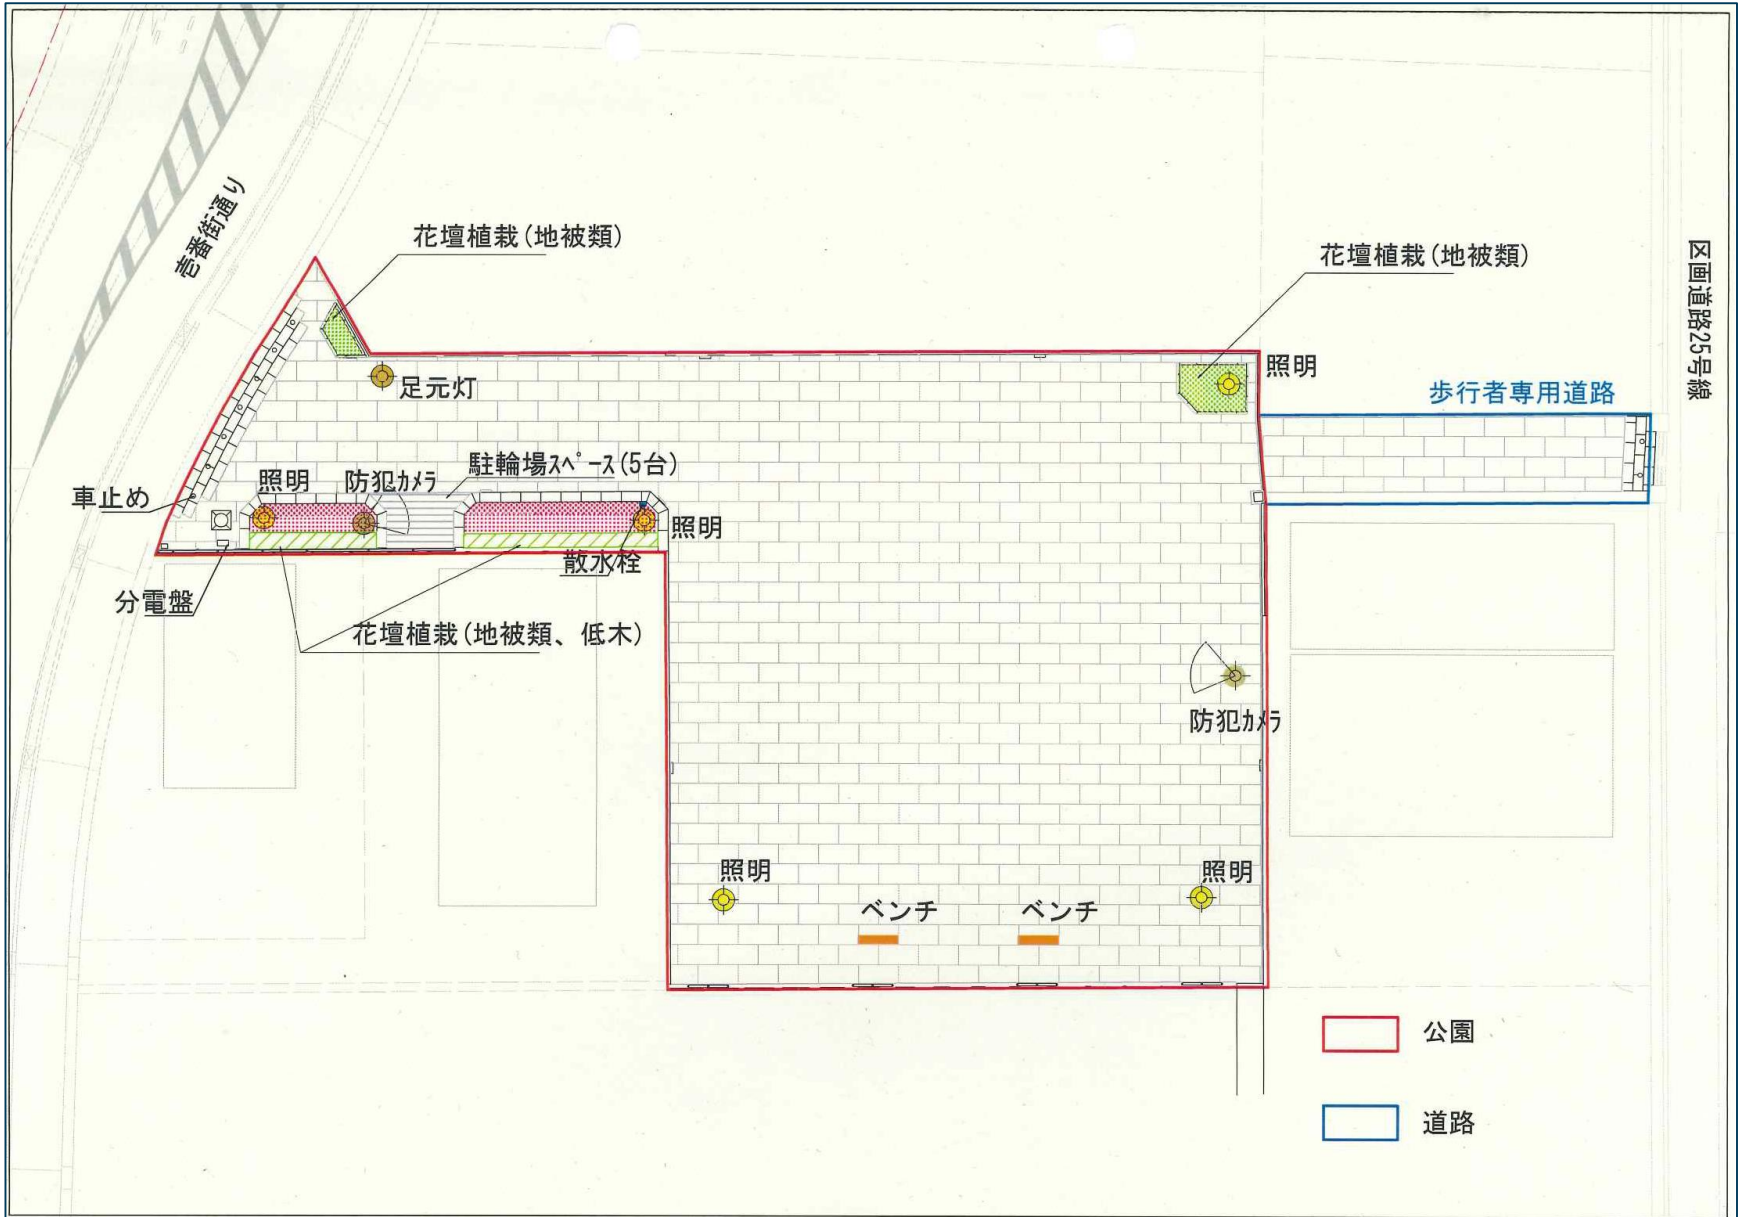 壱番街通り
花壇植栽(地被類)
花壇植栽(地被類)
区画道路25号線
照明
足元灯
歩行者専用道路
駐輪場ｽﾍﾟｰｽ(5台)
照明
防犯ｶﾒﾗ
車止め
照明
散水栓
分電盤
花壇植栽(地被類、低木)
防犯ｶﾒﾗ
照明
照明
ベンチ
ベンチ
公園
道路